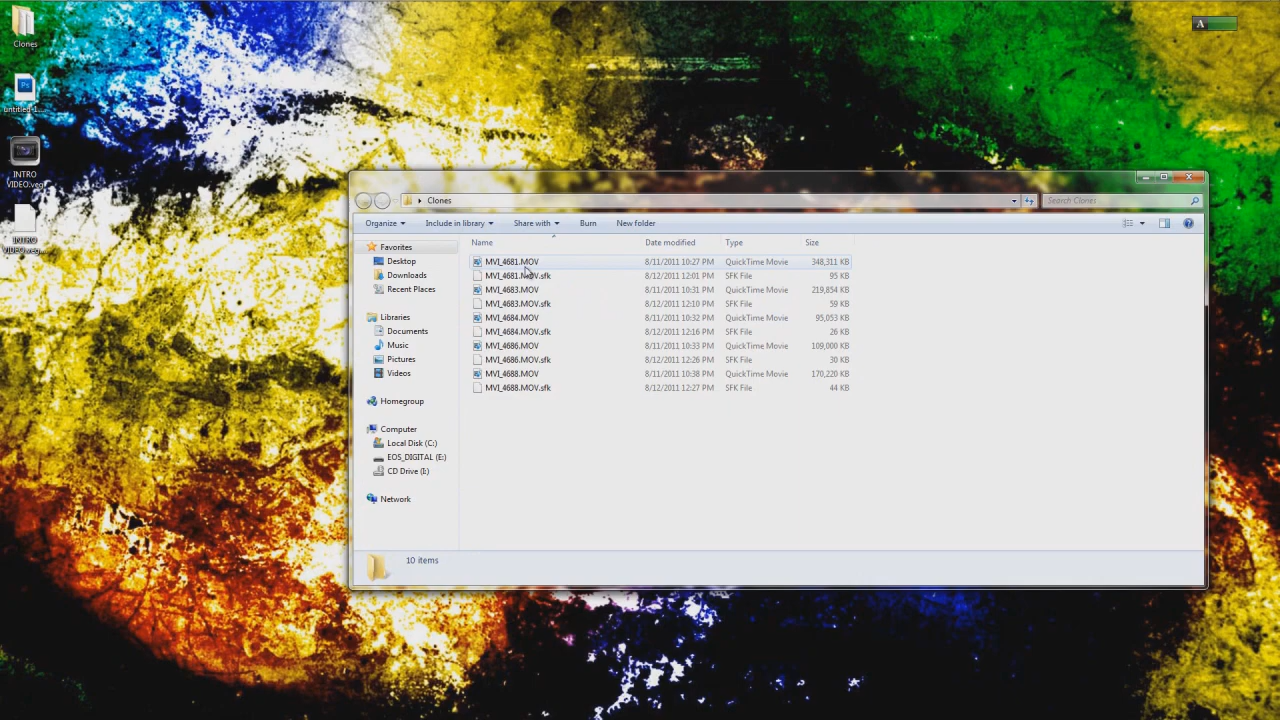 Clones
untitled-1...
INTRO
VIDEO.veg
INTRO
VIDEO.veg...
A
Clones
Search Clones
Organize
Include in library
Share with
Burn
New folder
Name Date modified Type Size
Favorites
Desktop
Downloads
Recent Places
Libraries
Documents
Music
Pictures
Videos
Homegroup
Computer
Local Disk (C:)
EOS_DIGITAL (E:)
CD Drive (I:)
Network
MVI_4681.MOV 8/11/2011 10:27 PM QuickTime Movie 348,311 KB
MVI_4681.MOV.sfk 8/12/2011 12:01 PM SFK File 95 KB
MVI_4683.MOV 8/11/2011 10:31 PM QuickTime Movie 219,854 KB
MVI_4683.MOV.sfk 8/12/2011 12:10 PM SFK File 59 KB
MVI_4684.MOV 8/11/2011 10:32 PM QuickTime Movie 95,053 KB
MVI_4684.MOV.sfk 8/12/2011 12:16 PM SFK File 26 KB
MVI_4686.MOV 8/11/2011 10:33 PM QuickTime Movie 109,000 KB
MVI_4686.MOV.sfk 8/12/2011 12:26 PM SFK File 30 KB
MVI_4688.MOV 8/11/2011 10:38 PM QuickTime Movie 170,220 KB
MVI_4688.MOV.sfk 8/12/2011 12:27 PM SFK File 44 KB
10 items